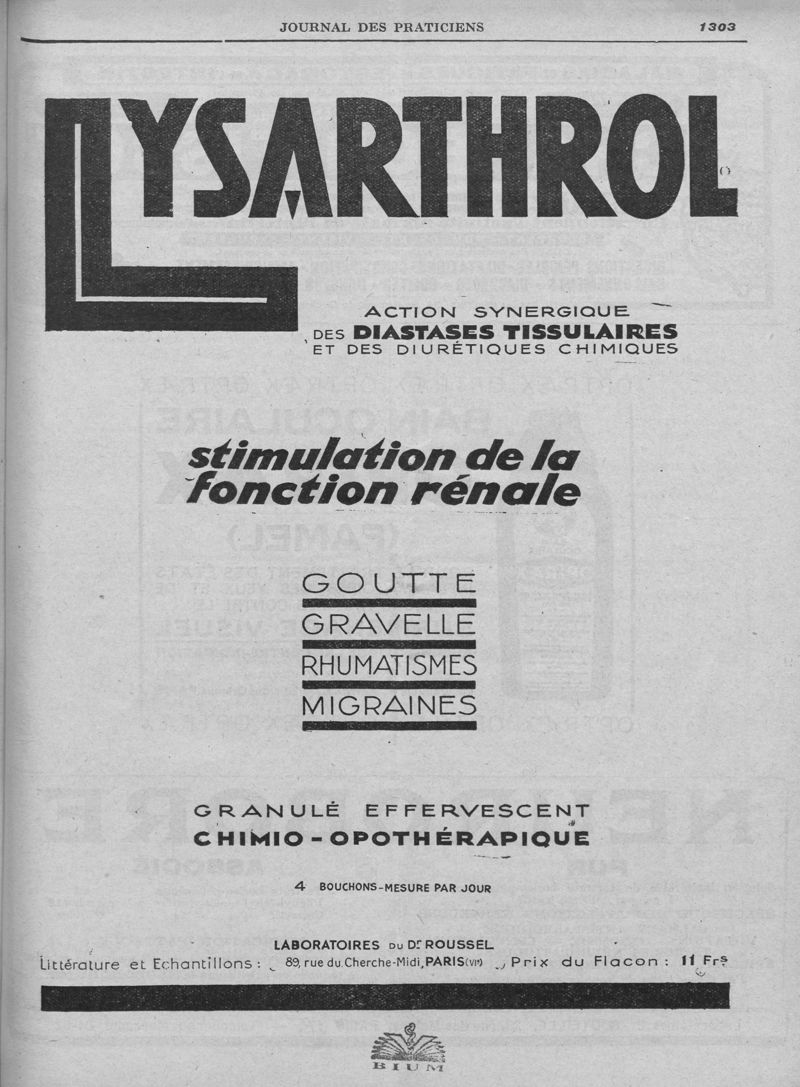 JOURNAL DES PRATICIENS 1303
LYSARTHROL
ACTION SYNERGIQUE
DES DIASTASES TISSULAIRES
ET DES DIURÉTIQUES CHIMIQUES
stimulation de la
fonction rénale
GOUTTE
GRAVELLE
RHUMATISMES
MIGRAINES
GRANULÉ EFFERVESCENT
CHIMIO-OPOTHÉRAPIQUE
4 BOUCHONS-MESURE PAR JOUR
LABORATOIRES DU Dr ROUSSEL
Littérature et Echantillons : 89, rue du Cherche-Midi, PARIS (VIe) Prix du Flacon : 11 Frs
BIUM